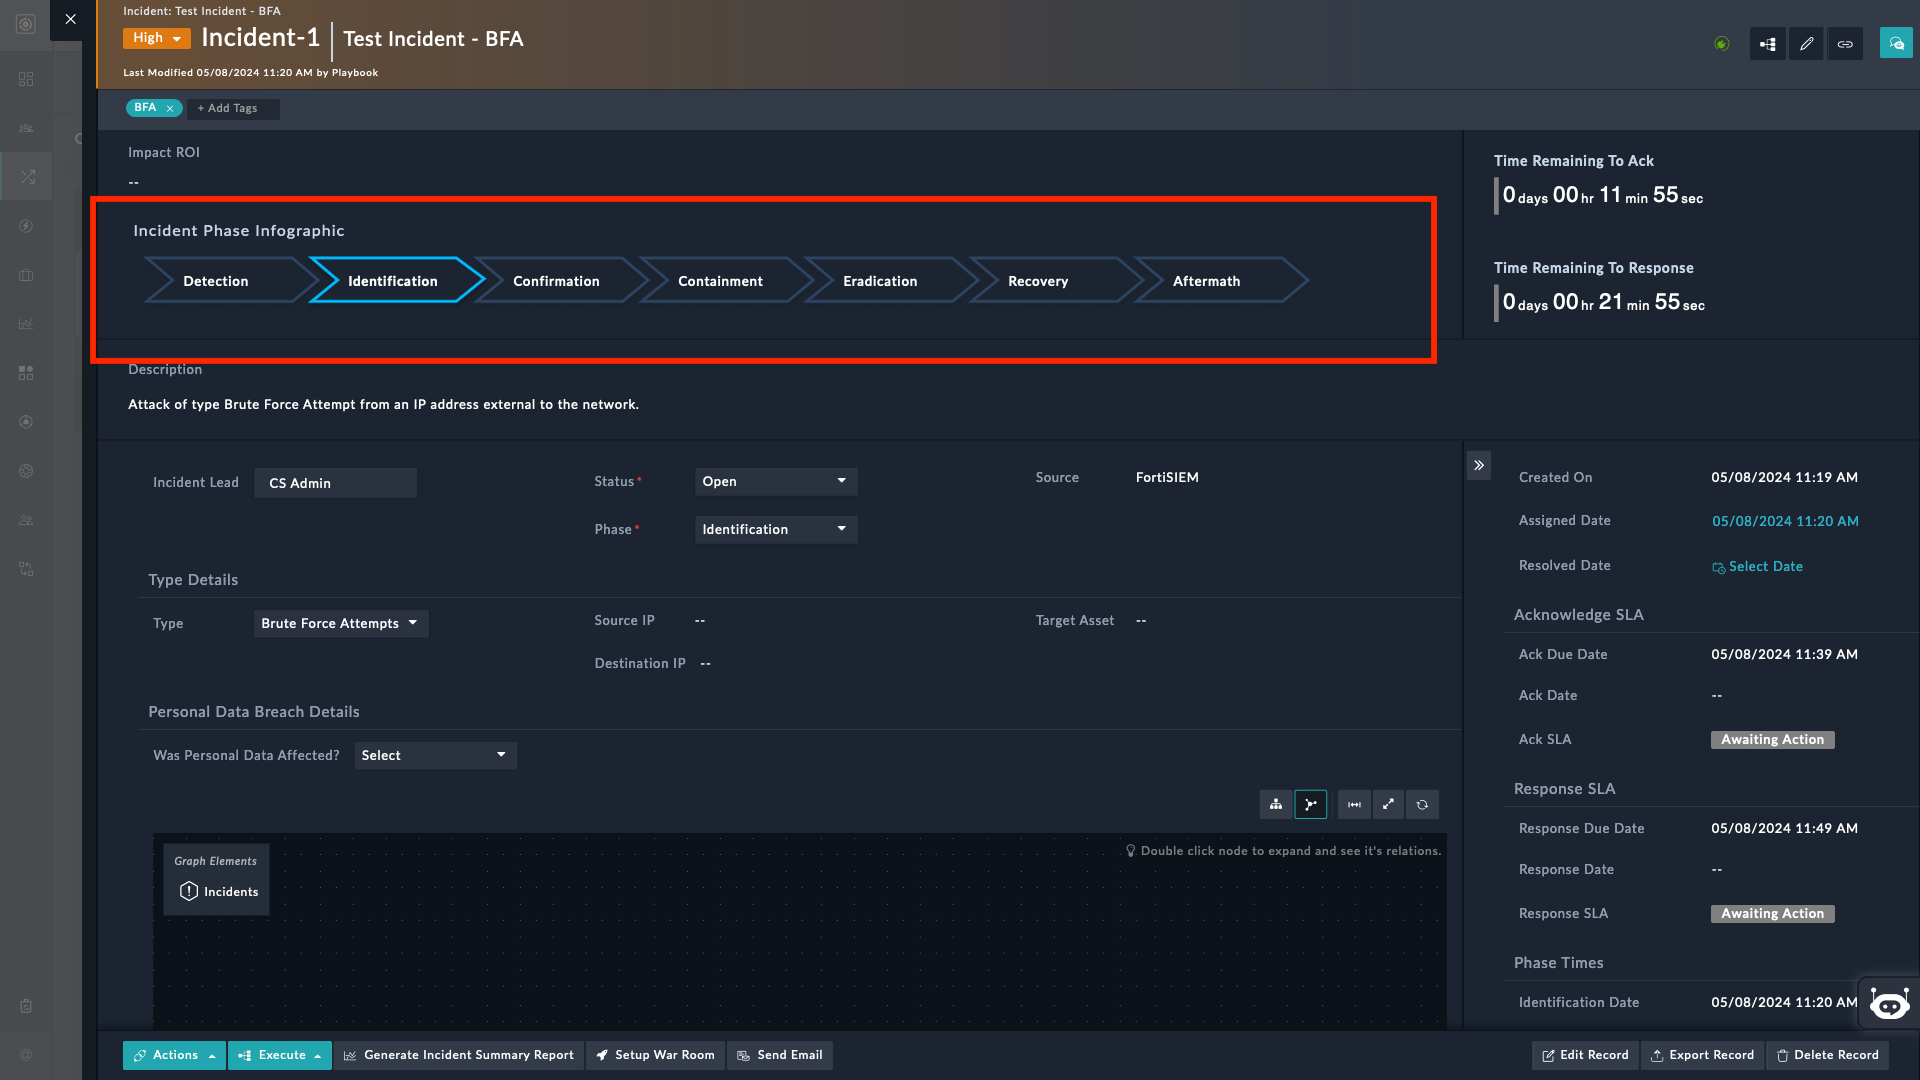 Incident: Test Incident - BFA
High
Incident-1
Test Incident - BFA
Last Modified 05/08/2024 11:20 AM by Playbook
BFA ×
+ Add Tags
Impact ROI
--
Time Remaining To Ack
0 days 00 hr 11 min 55 sec
Incident Phase Infographic
Detection
Identification
Confirmation
Containment
Eradication
Recovery
Aftermath
Time Remaining To Response
0 days 00 hr 21 min 55 sec
Description
Attack of type Brute Force Attempt from an IP address external to the network.
Incident Lead
CS Admin
Status*
Open
Source
FortiSIEM
Phase*
Identification
Type Details
Type
Brute Force Attempts
Source IP
--
Target Asset
--
Destination IP
--
Personal Data Breach Details
Was Personal Data Affected?
Select
Double click node to expand and see it's relations.
Graph Elements
Incidents
Created On
05/08/2024 11:19 AM
Assigned Date
05/08/2024 11:20 AM
Resolved Date
Select Date
Acknowledge SLA
Ack Due Date
05/08/2024 11:39 AM
Ack Date
--
Ack SLA
Awaiting Action
Response SLA
Response Due Date
05/08/2024 11:49 AM
Response Date
--
Response SLA
Awaiting Action
Phase Times
Identification Date
05/08/2024 11:20 AM
Actions
Execute
Generate Incident Summary Report
Setup War Room
Send Email
Edit Record
Export Record
Delete Record